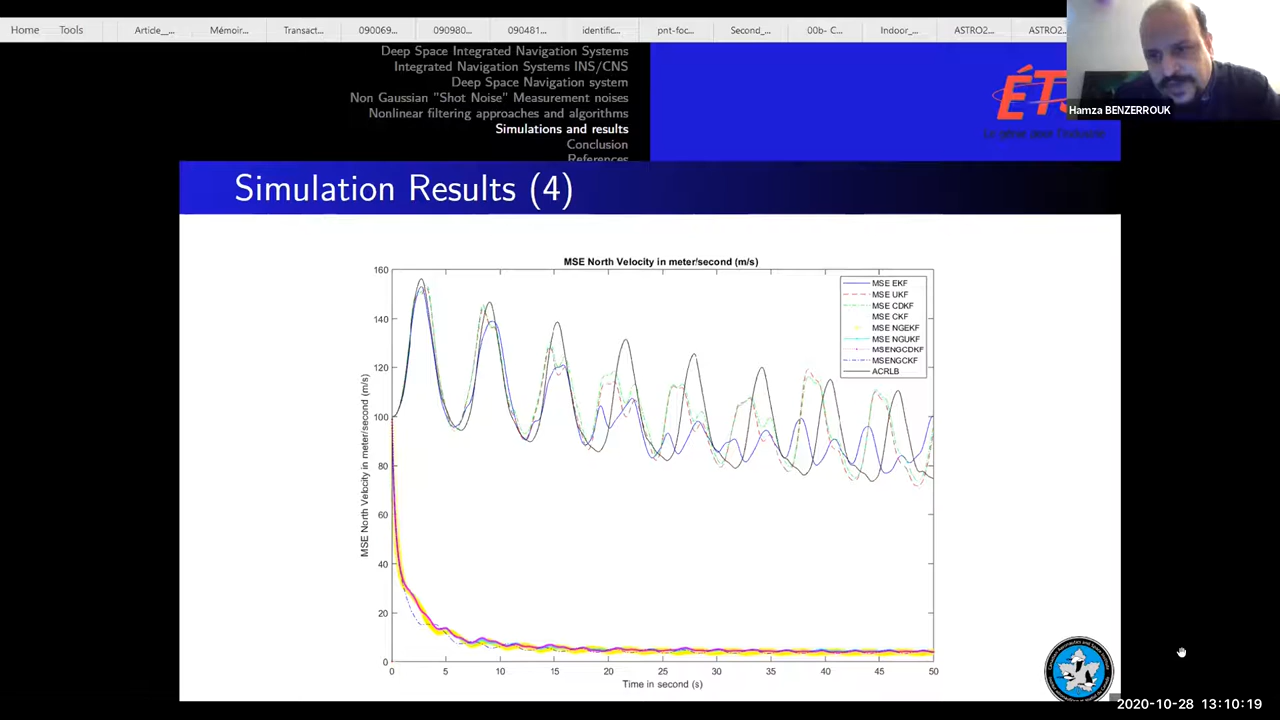 Home Tools Article__... Mémoir... Transact... 090069... 090980... 090481... identific... pnt-foc... Second_... 00b- C... Indoor_... ASTRO2... ASTRO2...
Deep Space Integrated Navigation Systems
Integrated Navigation Systems INS/CNS
Deep Space Navigation system
Non Gaussian "Shot Noise" Measurement noises
Nonlinear filtering approaches and algorithms
Simulations and results
Conclusion
References
ÉTS
Hamza BENZERROUK
Simulation Results (4)
MSE North Velocity in meter/second (m/s)
MSE EKF
MSE UKF
MSE CDKF
MSE CKF
MSE NGEKF
MSE NGUKF
MSENGCDKF
MSENGCKF
ACRLB
MSE North Velocity in meter/second (m/s)
160
140
120
100
80
60
40
20
0
0 5 10 15 20 25 30 35 40 45 50
Time in second (s)
2020-10-28 13:10:19